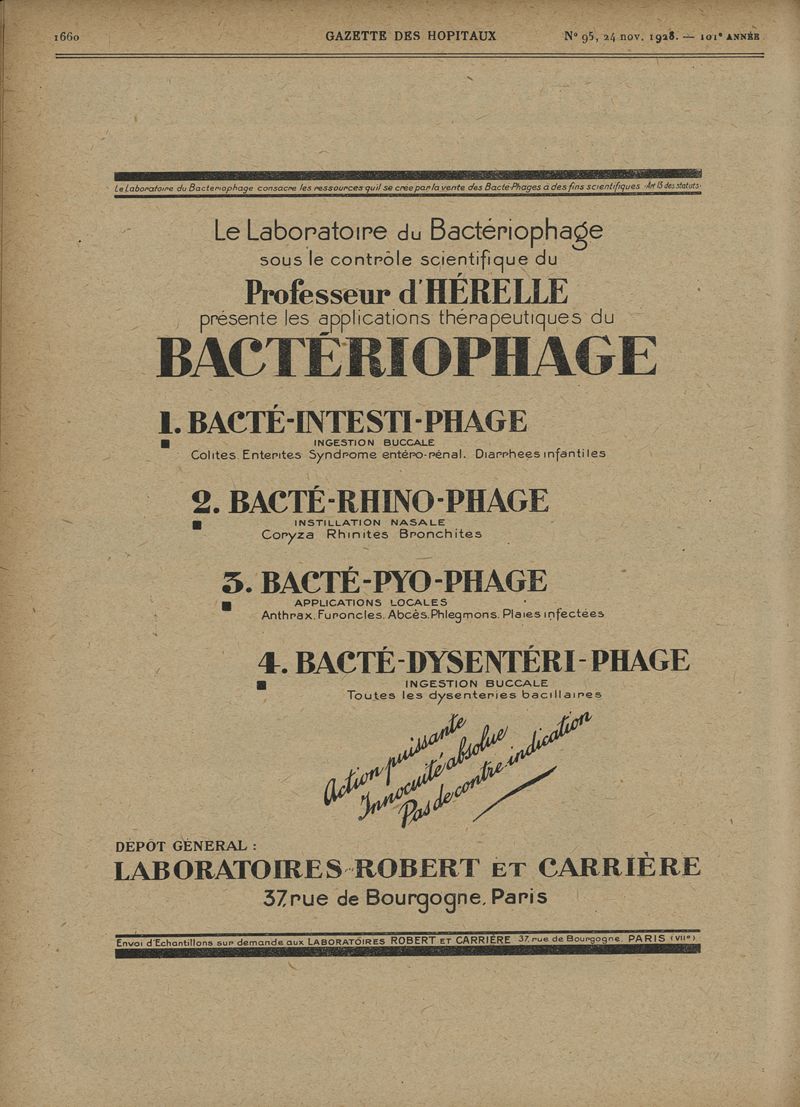 1660
GAZETTE DES HOPITAUX
N° 95, 24 nov. 1928. — 101e ANNÉE
Le Laboratoire du Bacteriophage consacre les ressources qu'il se crée par la vente des Bacté-Phages à des fins scientifiques (Art 15 des statuts)
Le Laboratoire du Bactériophage
sous le contrôle scientifique du
Professeur d'HÉRELLE
présente les applications thérapeutiques du
BACTÉRIOPHAGE
1. BACTÉ-INTESTI-PHAGE
INGESTION BUCCALE
Colites. Enterites Syndrome entéro-rénal. Diarrhees infantiles
2. BACTÉ-RHINO-PHAGE
INSTILLATION NASALE
Coryza Rhinites Bronchites
3. BACTÉ-PYO-PHAGE
APPLICATIONS LOCALES
Anthrax. Furoncles. Abcès. Phlegmons. Plaies infectées
4. BACTÉ-DYSENTÉRI-PHAGE
INGESTION BUCCALE
Toutes les dysenteries bacillaires
Action puissante
Innocuité absolue
Pas de contre indication
DÉPÔT GÉNÉRAL :
LABORATOIRES ROBERT ET CARRIÈRE
37, rue de Bourgogne, Paris
Envoi d'Echantillons sur demande aux LABORATOIRES ROBERT ET CARRIÈRE 37, rue de Bourgogne. PARIS (VIIe)